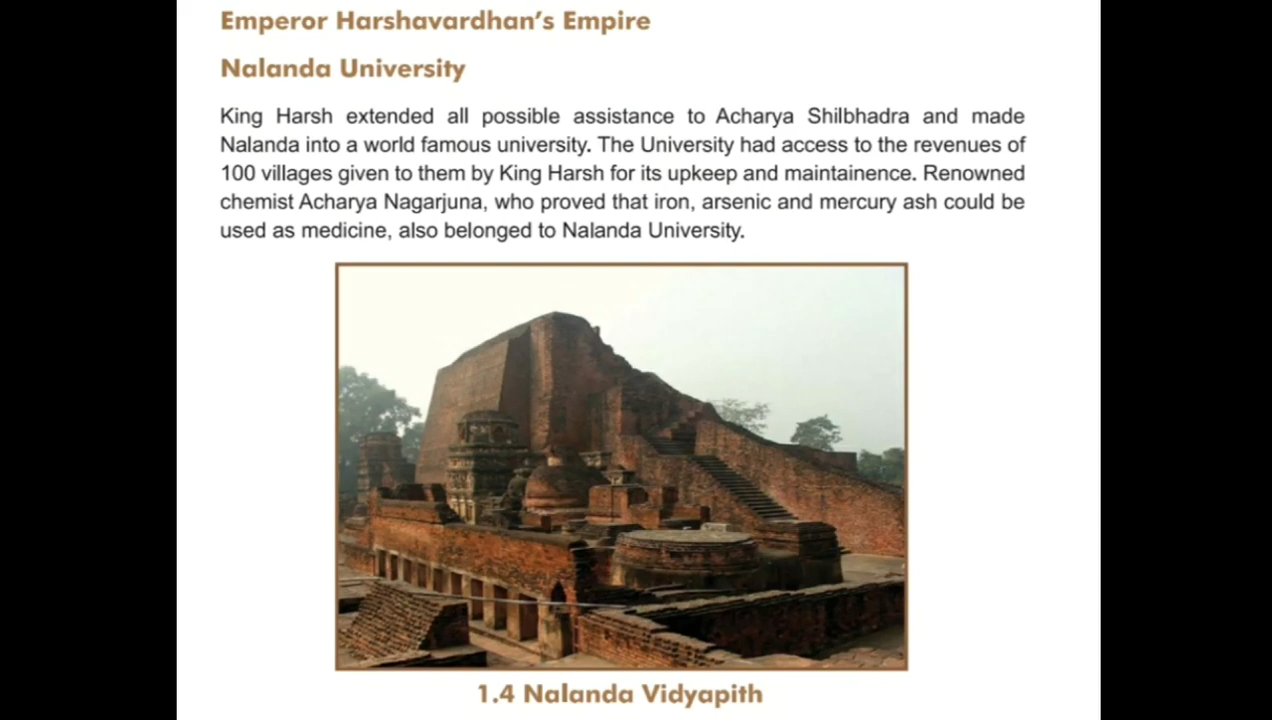 Emperor Harshavardhan's Empire
Nalanda University
King Harsh extended all possible assistance to Acharya Shilbhadra and made
Nalanda into a world famous university. The University had access to the revenues of
100 villages given to them by King Harsh for its upkeep and maintainence. Renowned
chemist Acharya Nagarjuna, who proved that iron, arsenic and mercury ash could be
used as medicine, also belonged to Nalanda University.
1.4 Nalanda Vidyapith